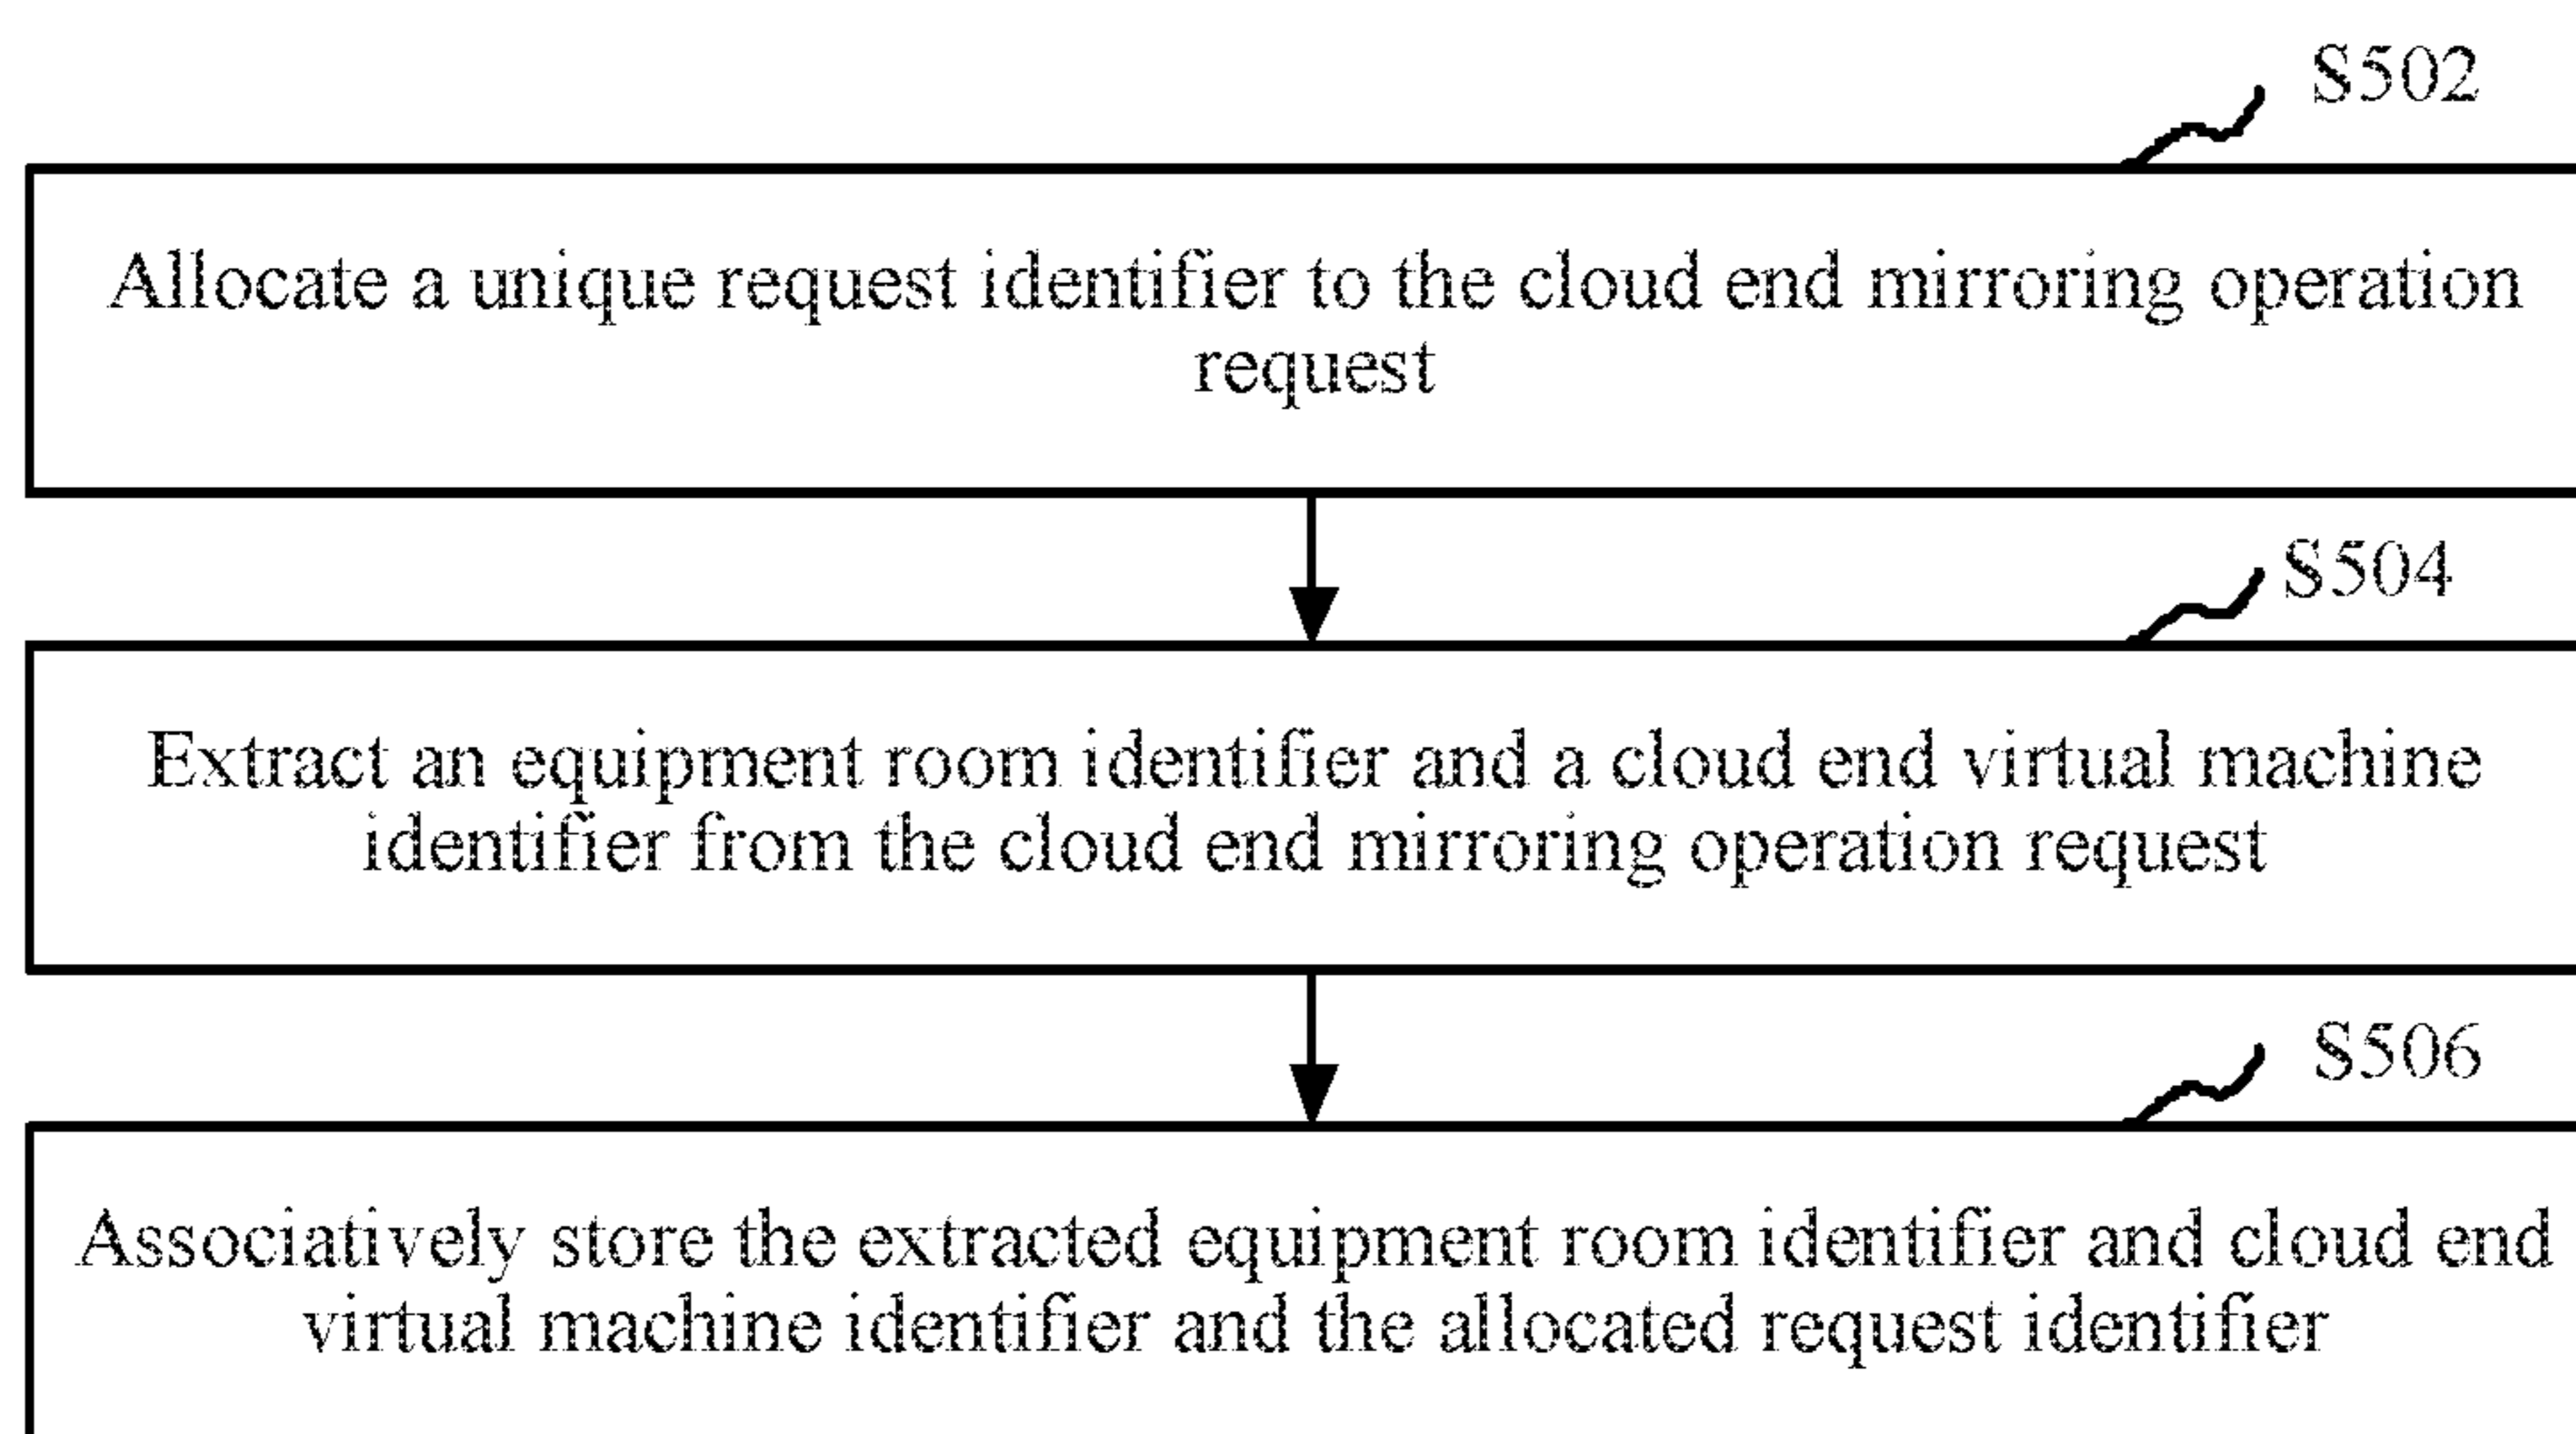 S502
Allocate a unique request identifier to the cloud end mirroring operation
request
S504
Extract an equipment room identifier and a cloud end virtual machine
identifier from the cloud end mirroring operation request
S506
Associatively store the extracted equipment room identifier and cloud end
virtual machine identifier and the allocated request identifier